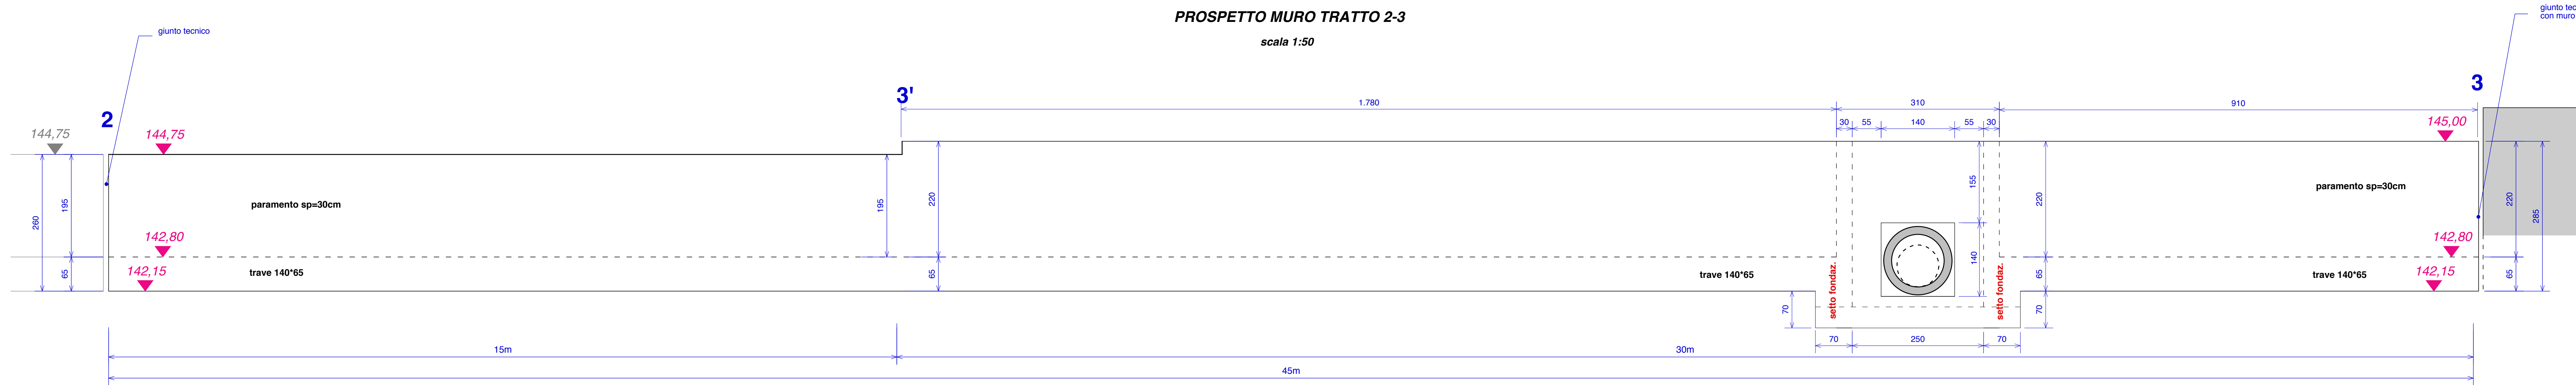 PROSPETTO MURO TRATTO 2-3
scala 1:50
giunto tecnico
giunto tec
con muro
2
3'
3
1.780
310
910
30
55
140
55
30
144,75
144,75
145,00
260
195
65
195
220
65
155
140
220
65
70
70
220
65
285
paramento sp=30cm
paramento sp=30cm
142,80
142,80
142,15
142,15
trave 140*65
trave 140*65
trave 140*65
setto fondaz.
setto fondaz.
70
250
70
15m
30m
45m